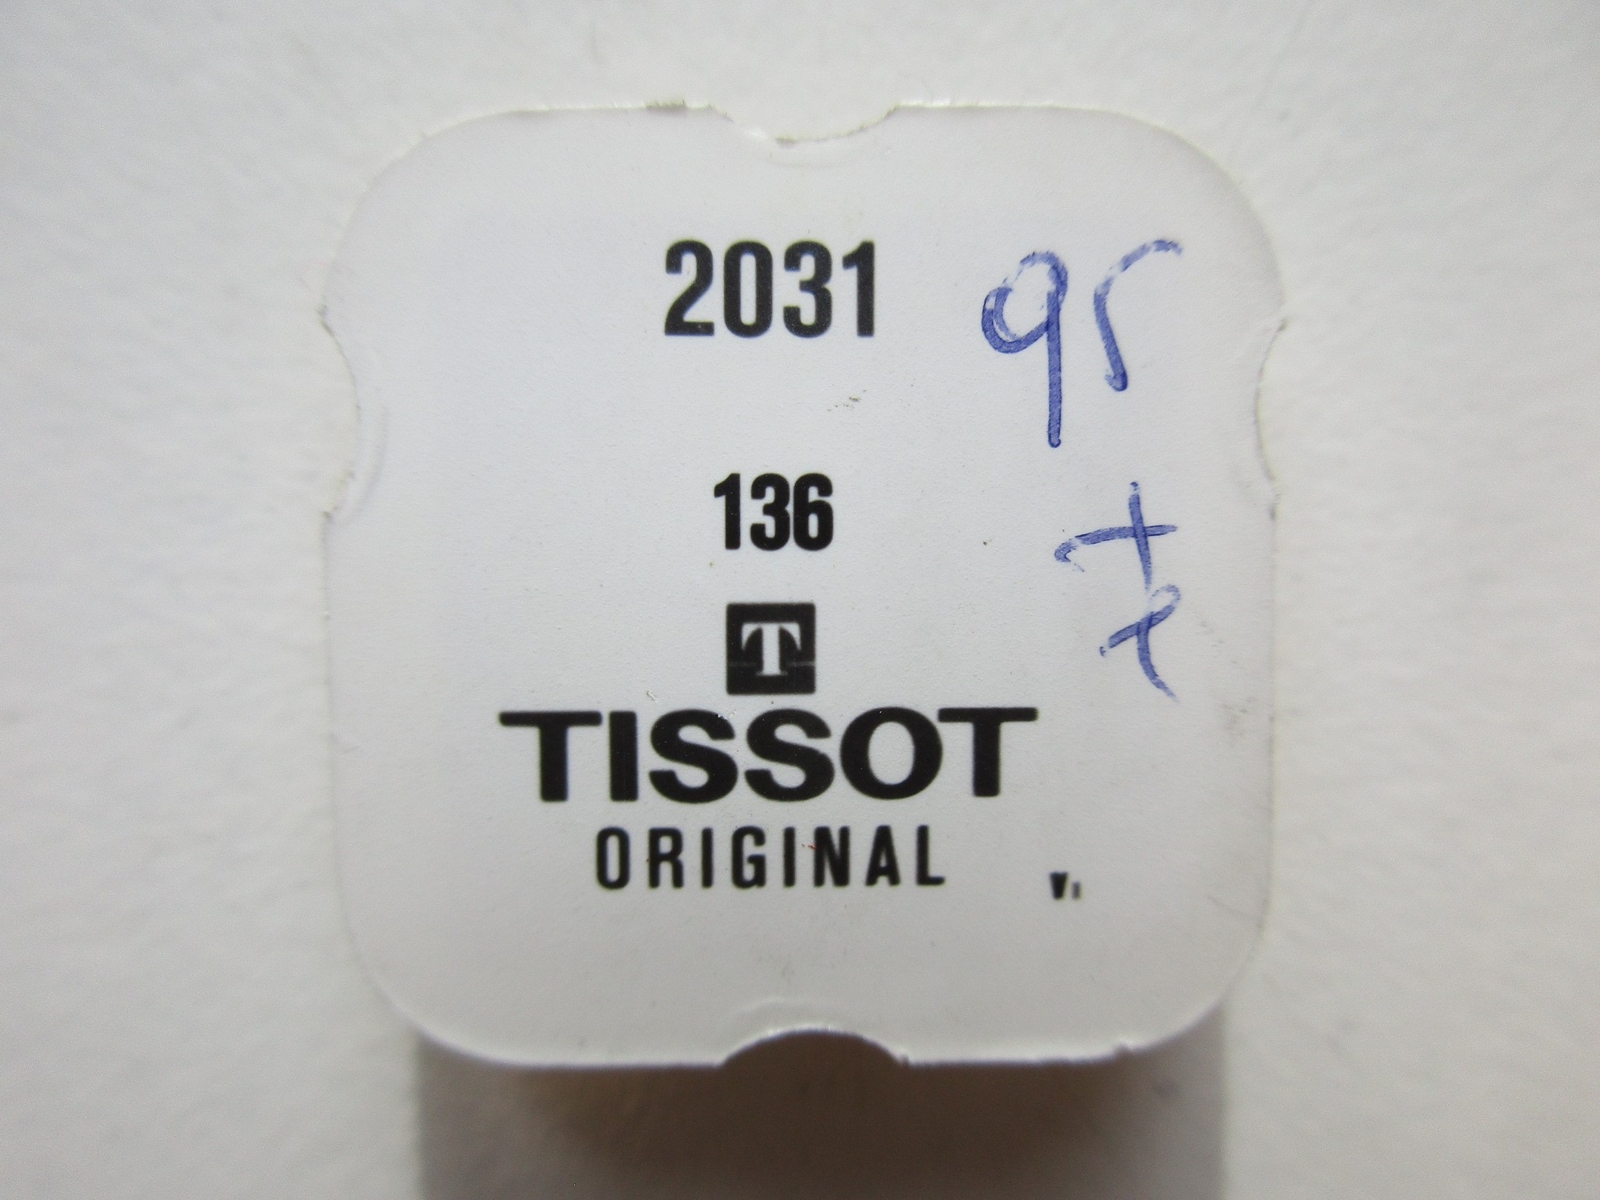 2031
95
136
T
TISSOT
ORIGINAL